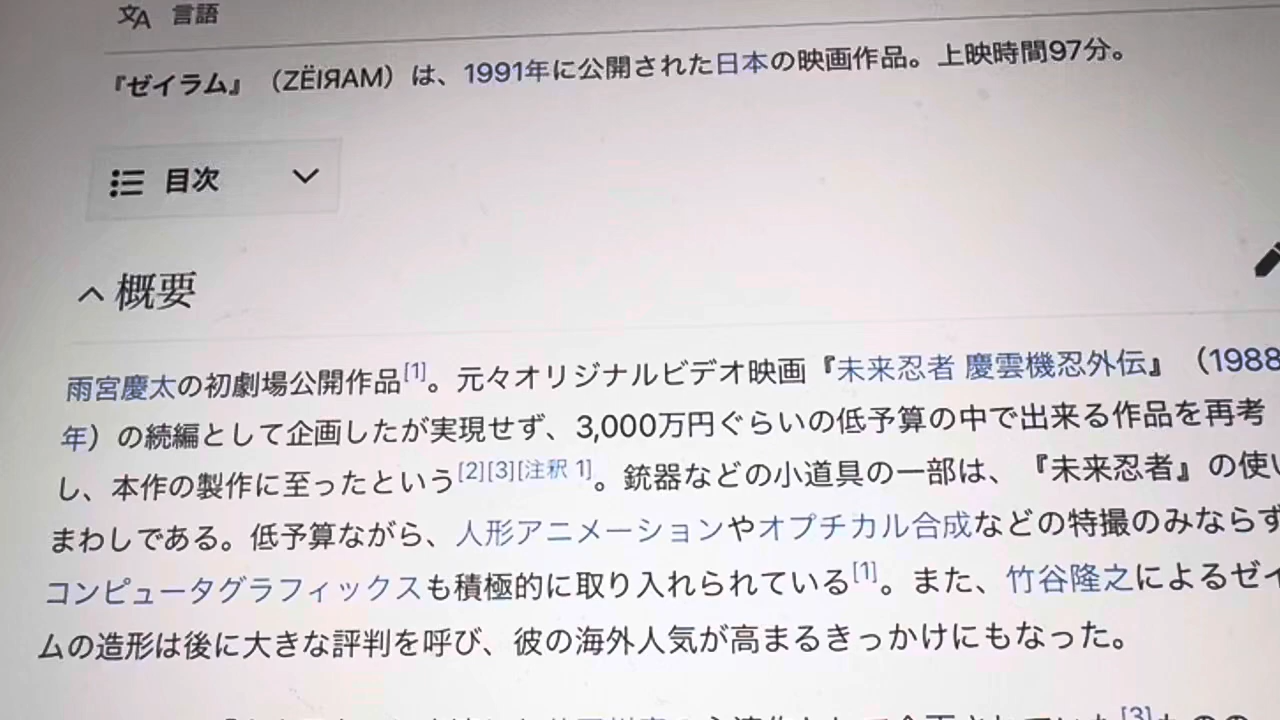 言語
『ゼイラム』（ZËIЯAM）は、1991年に公開された日本の映画作品。上映時間97分。
目次
概要
雨宮慶太の初劇場公開作品[1]。元々オリジナルビデオ映画『未来忍者 慶雲機忍外伝』（1988
年）の続編として企画したが実現せず、3,000万円ぐらいの低予算の中で出来る作品を再考
し、本作の製作に至ったという[2][3][注釈 1]。銃器などの小道具の一部は、『未来忍者』の使い
まわしである。低予算ながら、人形アニメーションやオプチカル合成などの特撮のみならず
コンピュータグラフィックスも積極的に取り入れられている[1]。また、竹谷隆之によるゼイ
ムの造形は後に大きな評判を呼び、彼の海外人気が高まるきっかけにもなった。